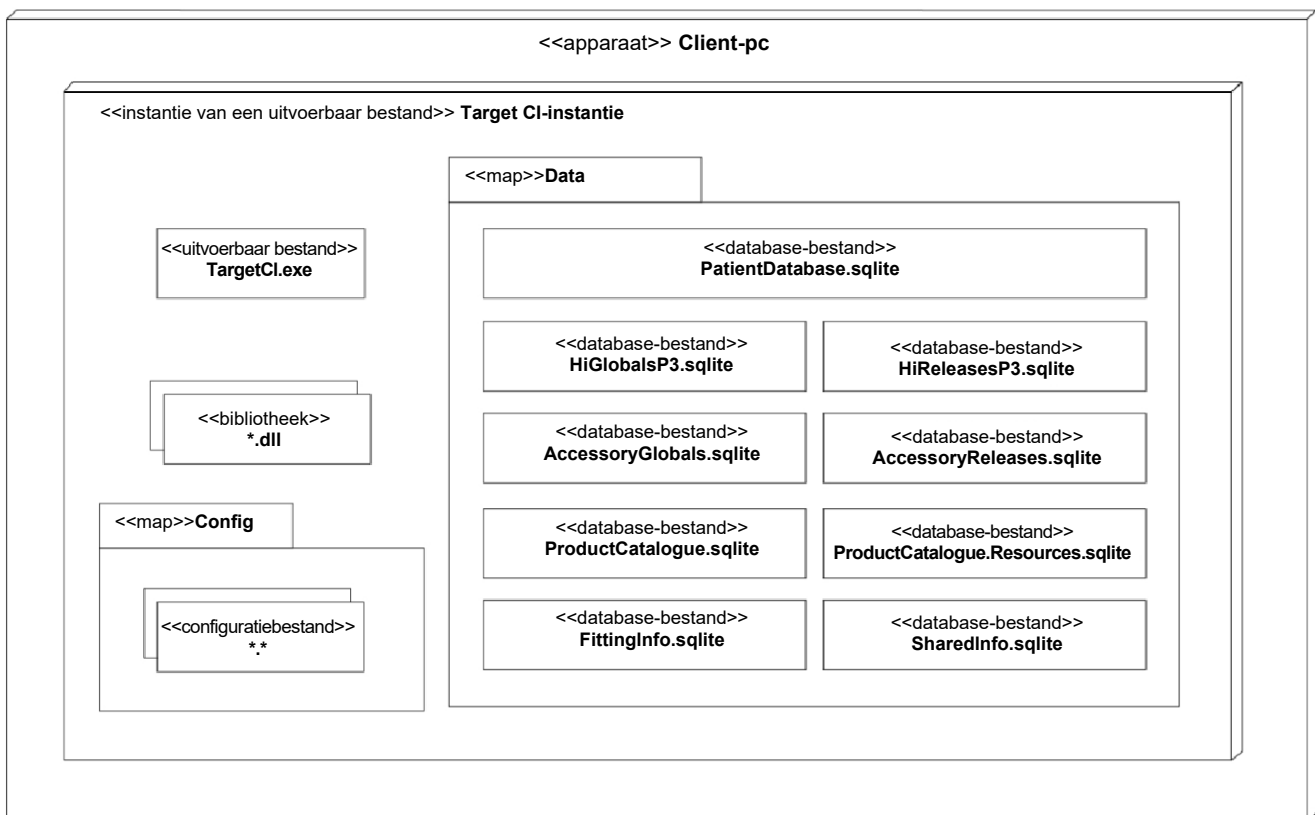 <<apparaat>> Client-pc
<<instantie van een uitvoerbaar bestand>> Target CI-instantie
<<uitvoerbaar bestand>>
TargetCI.exe
<<bibliotheek>>
*.dll
<<map>>Config
<<configuratiebestand>>
*.*
<<map>>Data
<<database-bestand>>
PatientDatabase.sqlite
<<database-bestand>>
HiGlobalsP3.sqlite
<<database-bestand>>
HiReleasesP3.sqlite
<<database-bestand>>
AccessoryGlobals.sqlite
<<database-bestand>>
AccessoryReleases.sqlite
<<database-bestand>>
ProductCatalogue.sqlite
<<database-bestand>>
ProductCatalogue.Resources.sqlite
<<database-bestand>>
FittingInfo.sqlite
<<database-bestand>>
SharedInfo.sqlite